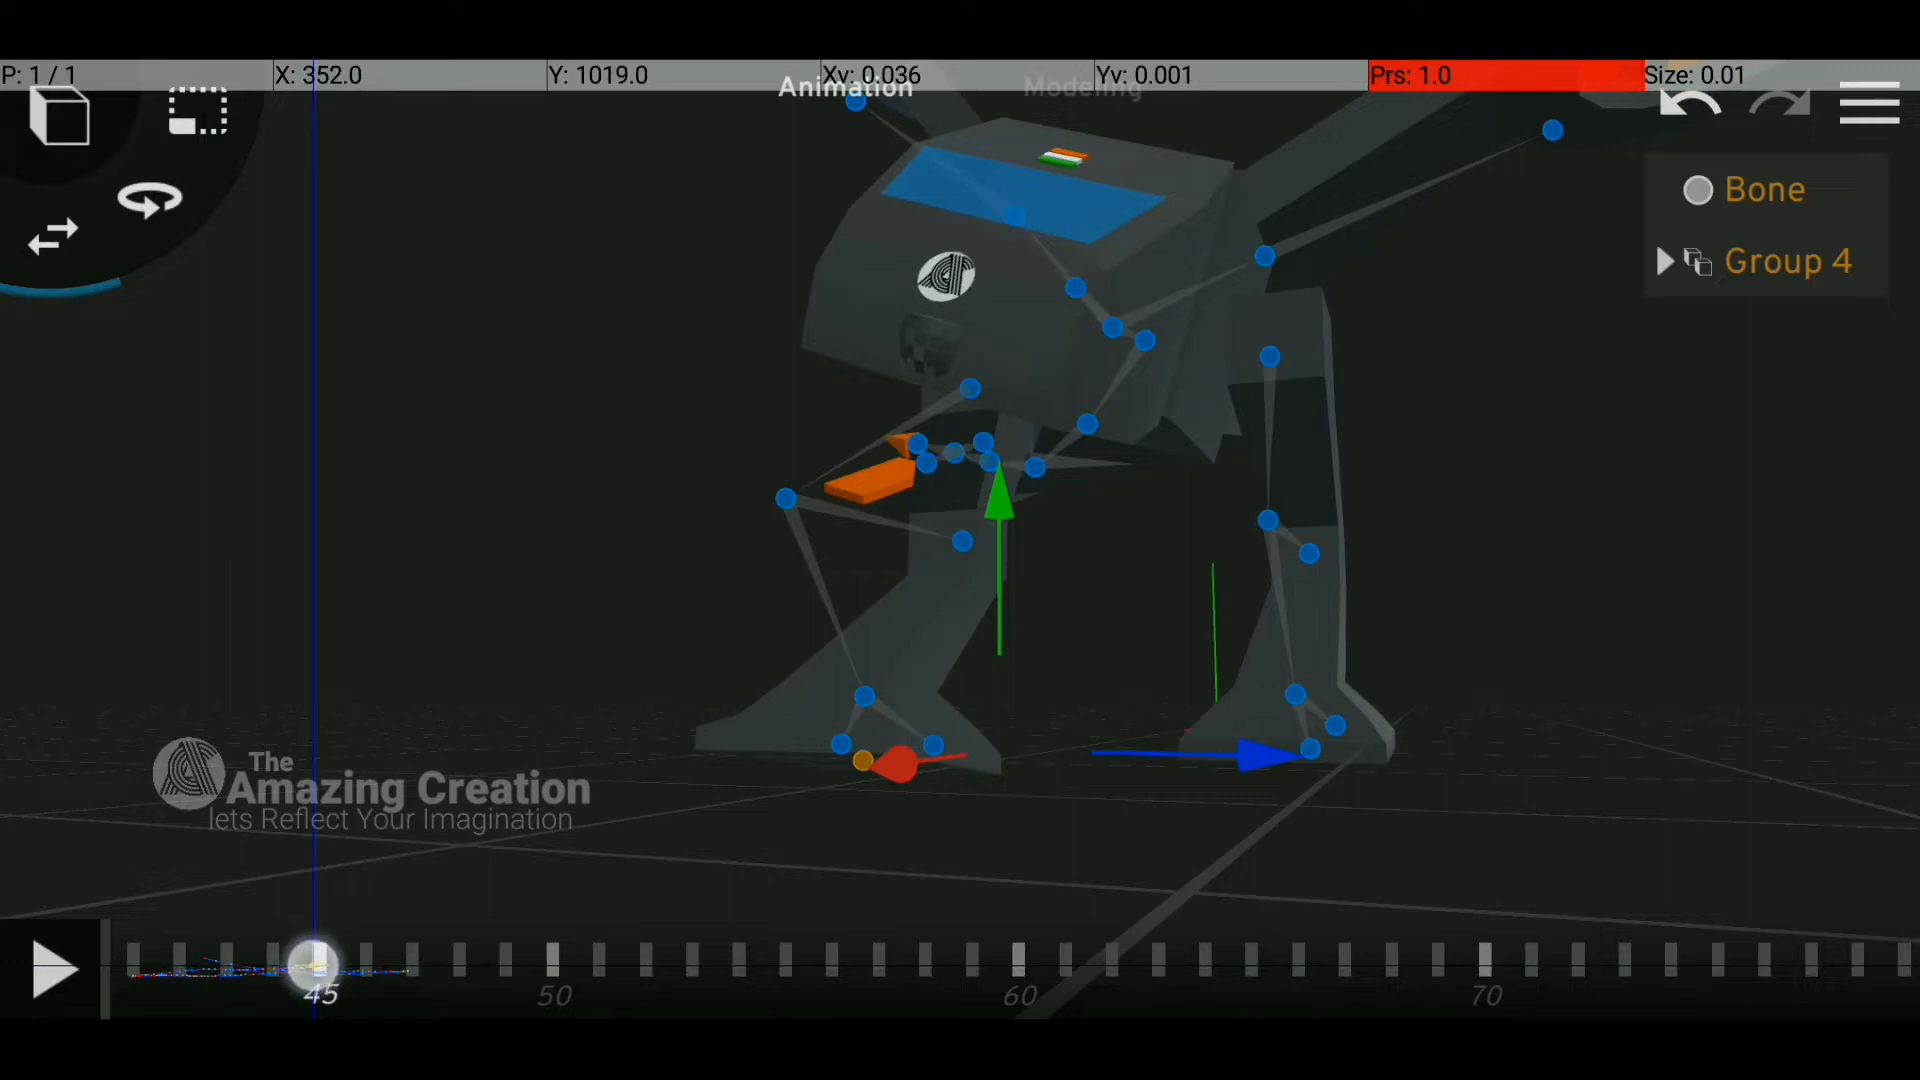 P: 1 / 1
X: 352.0
Y: 1019.0
Xv: 0.036
Yv: 0.001
Prs: 1.0
Size: 0.01
Animation
Modeling
Bone
Group 4
The
Amazing Creation
lets Reflect Your Imagination
45
50
60
70